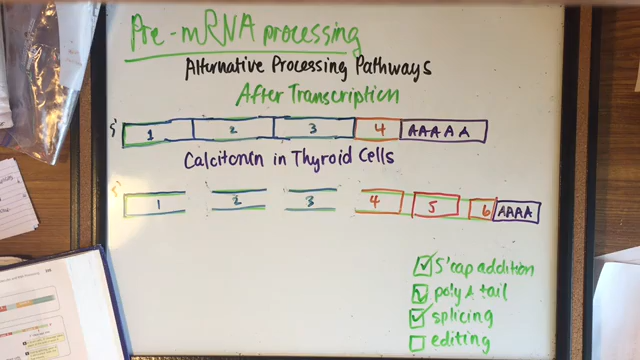 Pre-mRNA processing
Alternative Processing Pathways
After Transcription
5' 1 2 3 4 AAAAA
Calcitonin in Thyroid Cells
5' 1 2 3 4 5 6 AAAA
5'cap addition
poly A tail
splicing
editing